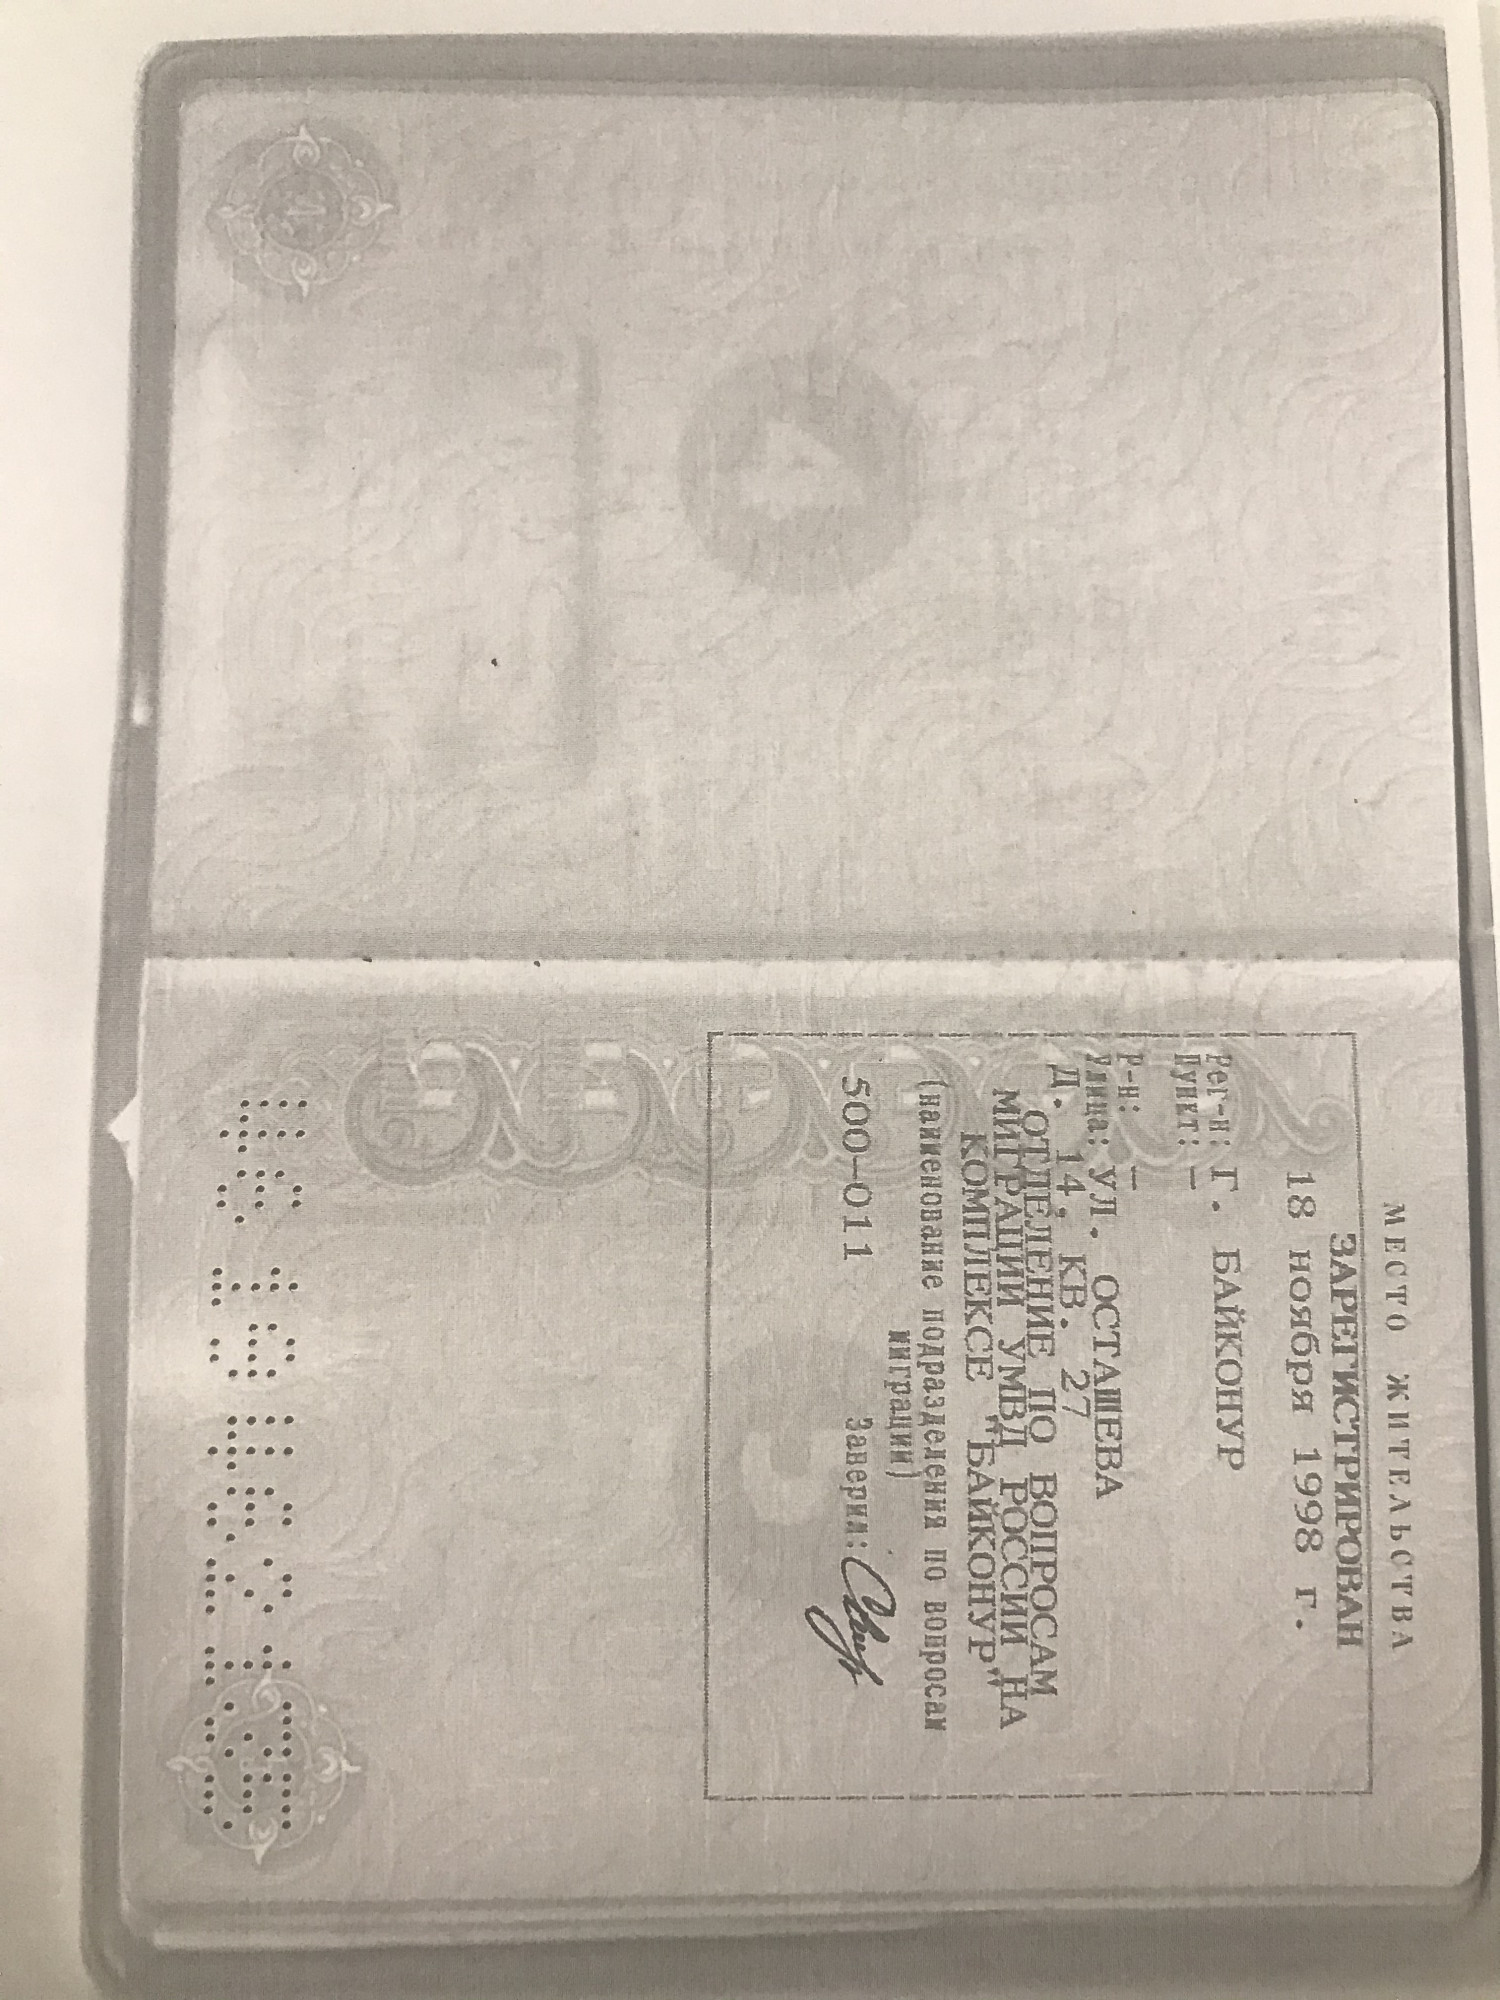 МЕСТО ЖИТЕЛЬСТВА
ЗАРЕГИСТРИРОВАН
18 ноября 1998 г.
Рег-н: Г. БАЙКОНУР
Пункт: –
Р-н: –
Улица: УЛ. ОСТАШЕВА
Д. 14; КВ. 27
ОТДЕЛЕНИЕ ПО ВОПРОСАМ
МИГРАЦИИ УМВД РОССИИ НА
КОМПЛЕКСЕ "БАЙКОНУР"
(наименование подразделения по вопросам
миграции)
500-011 Заверил: